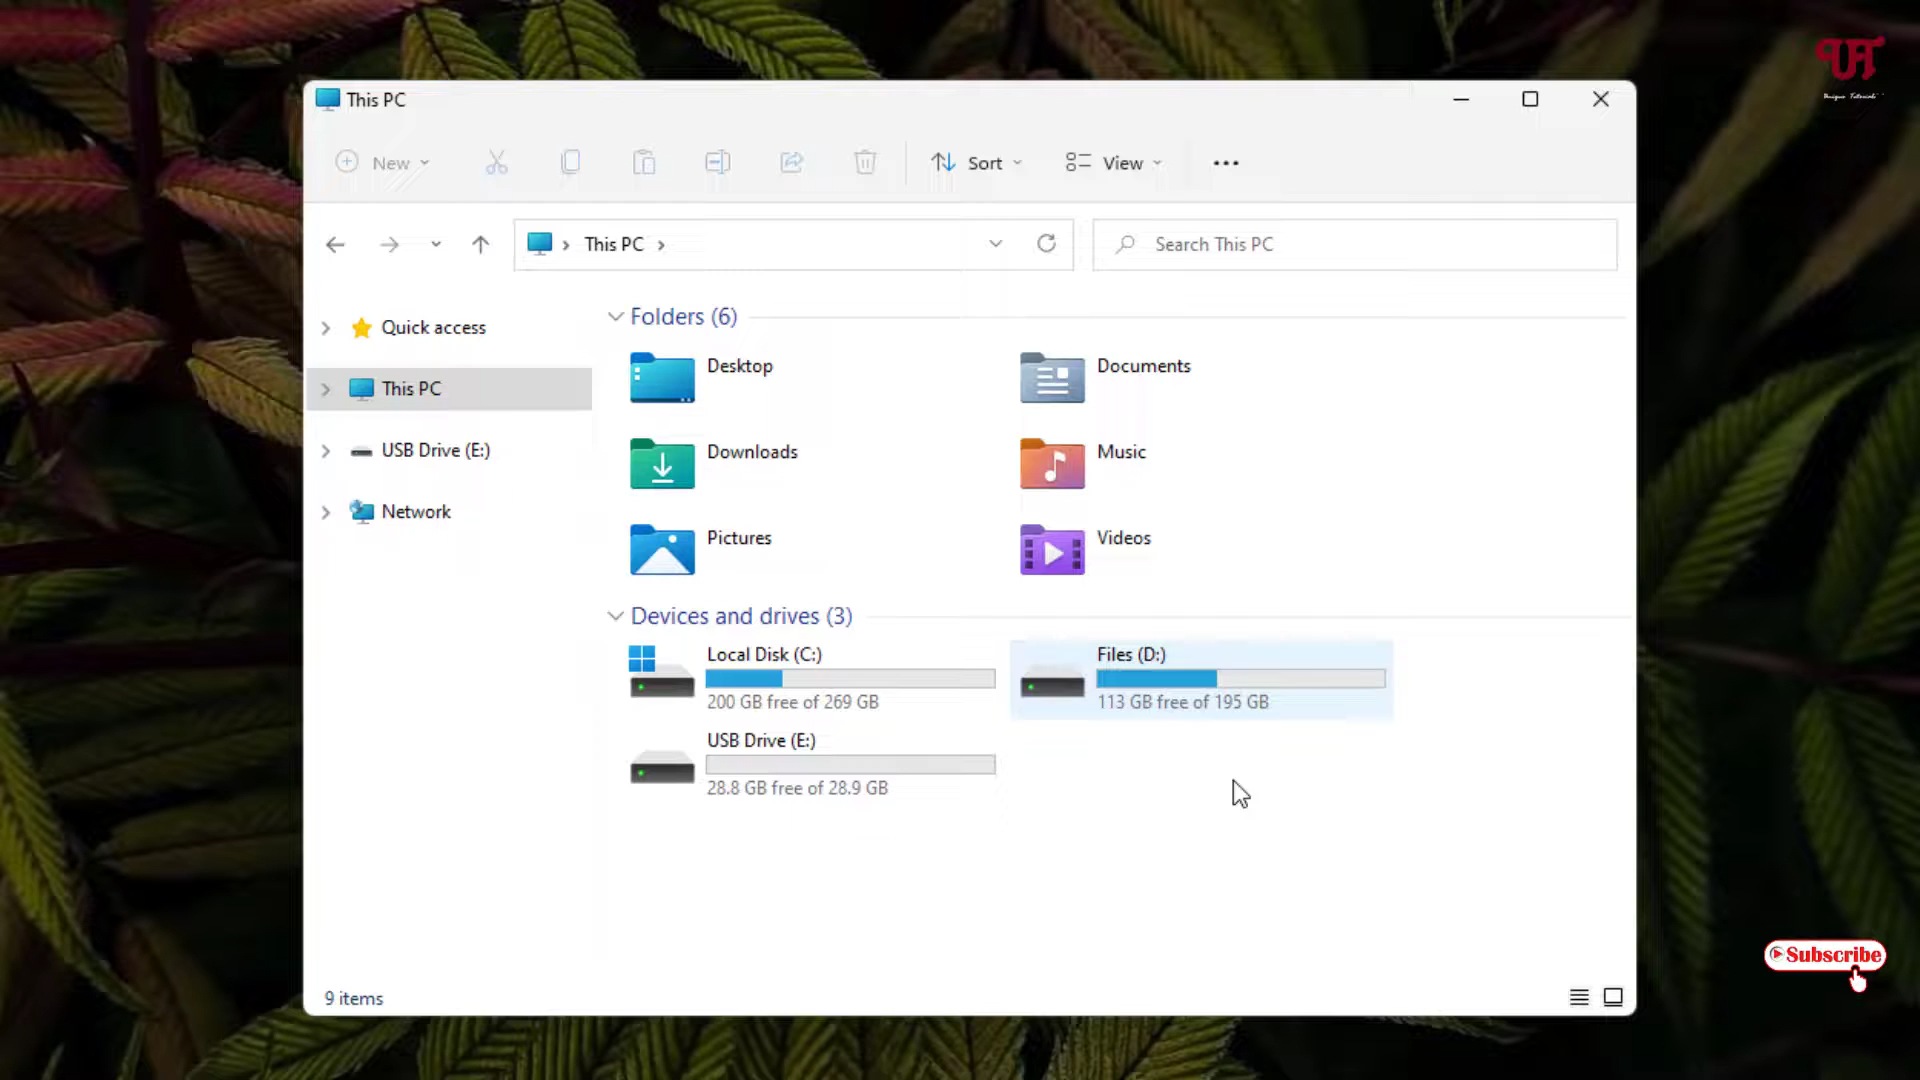 This PC
New
Sort
View
This PC
Search This PC
Quick access
This PC
USB Drive (E:)
Network
Folders (6)
Desktop
Documents
Downloads
Music
Pictures
Videos
Devices and drives (3)
Local Disk (C:)
200 GB free of 269 GB
Files (D:)
113 GB free of 195 GB
USB Drive (E:)
28.8 GB free of 28.9 GB
9 items
UT
Unique Tutorials
Subscribe